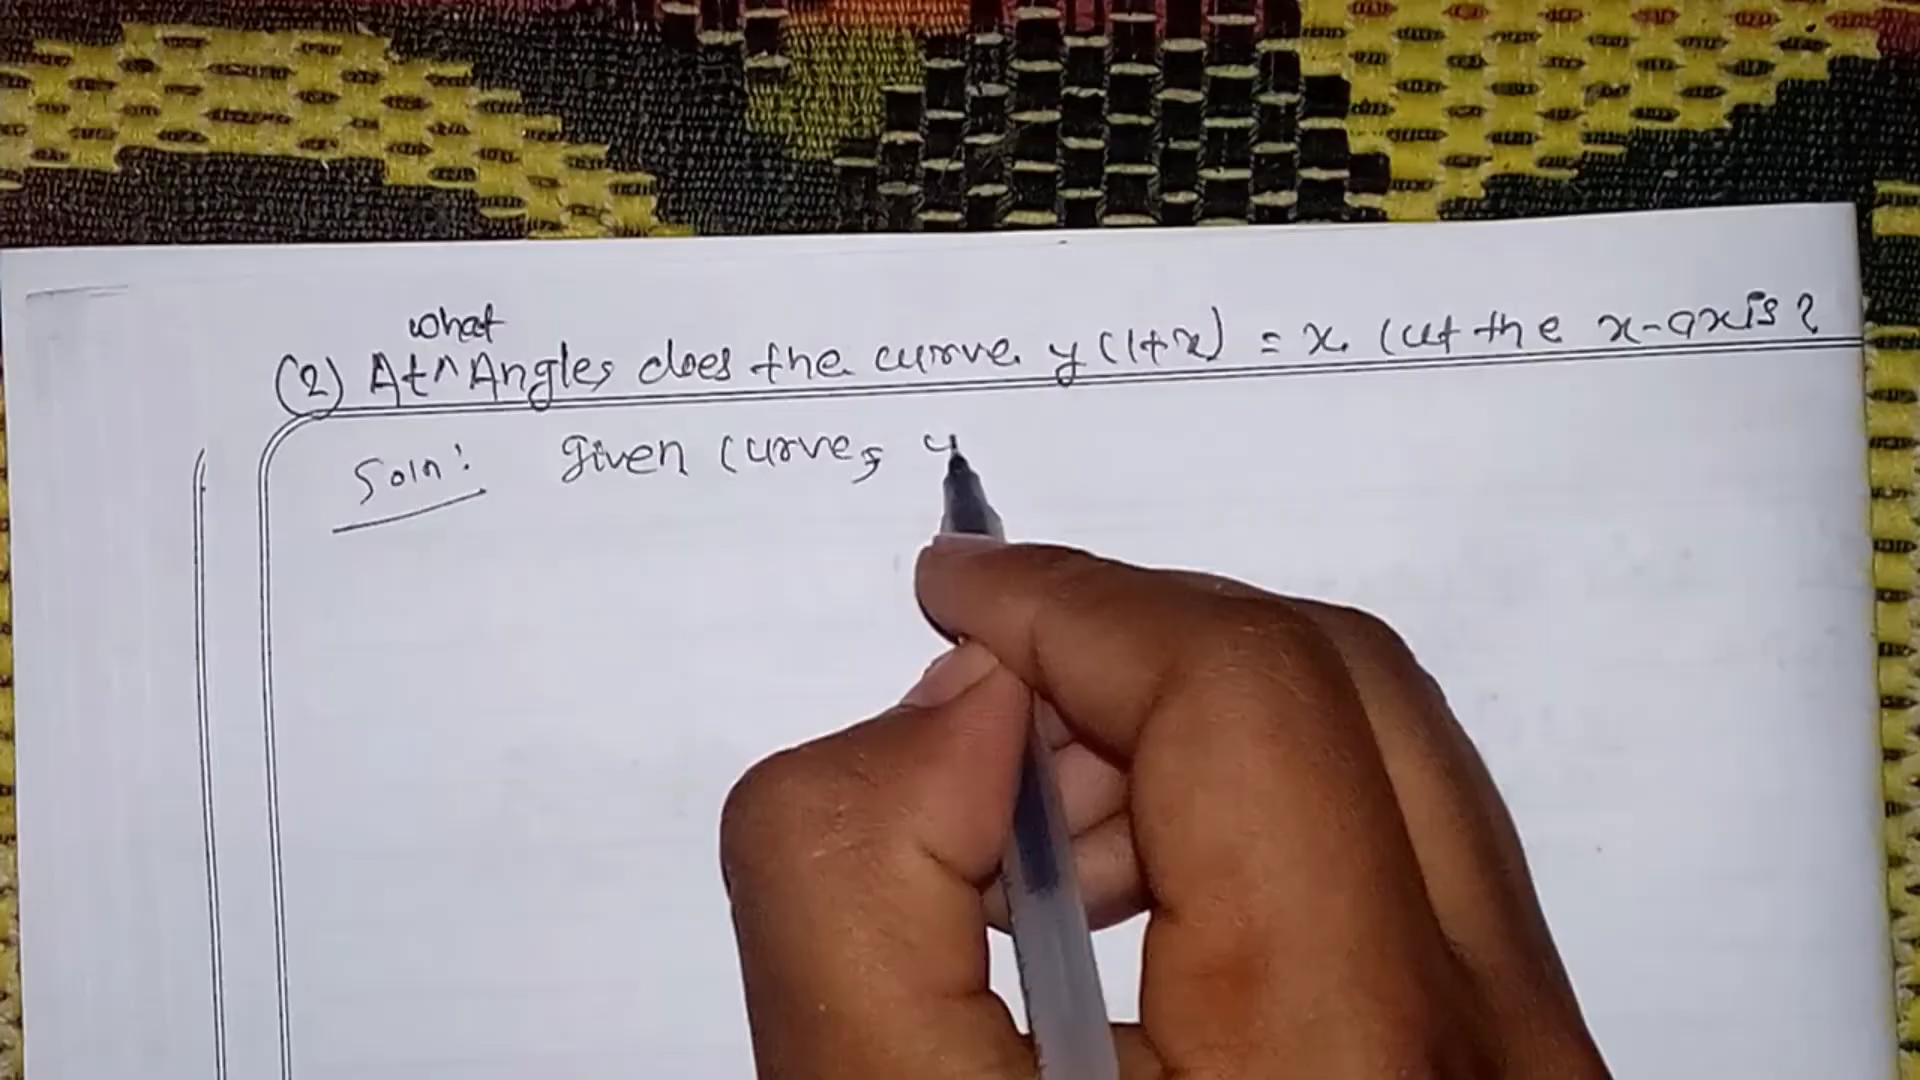 what
(2) At^Angles does the curve y(1+x) = x. Cut the x-axis?
Soln: given curve, y